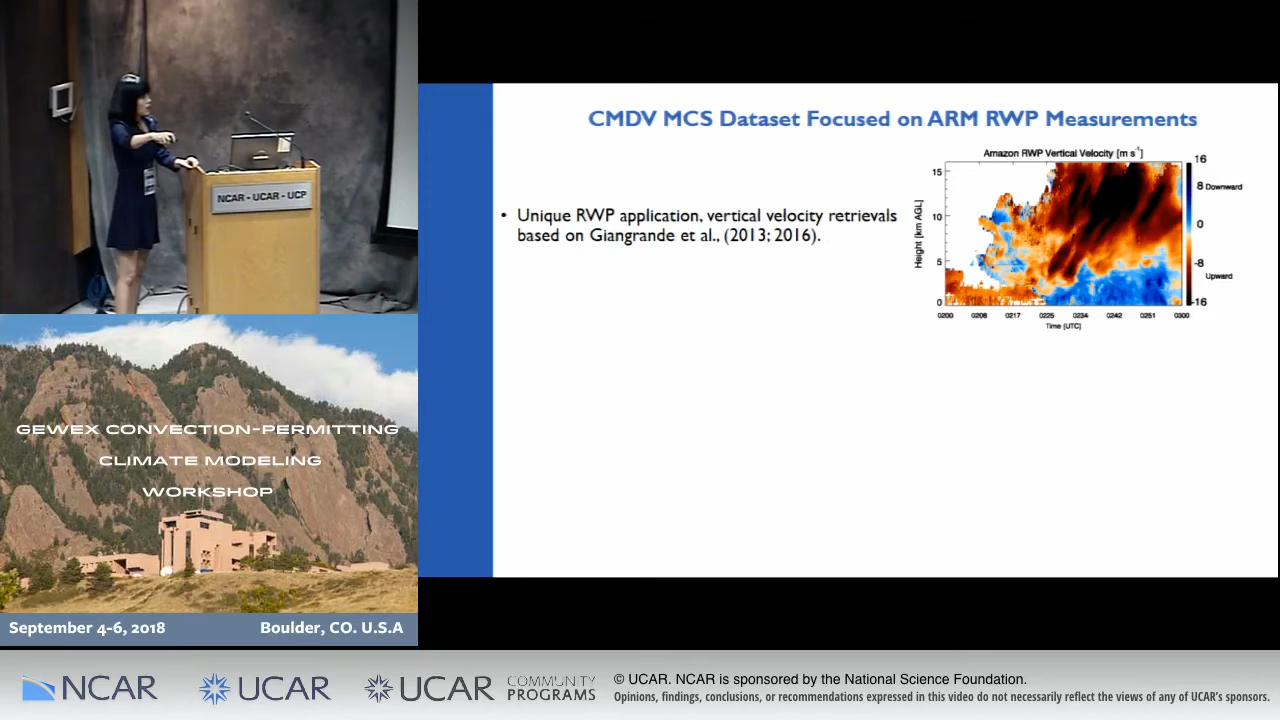 NCAR - UCAR - UCP
CMDV MCS Dataset Focused on ARM RWP Measurements
• Unique RWP application, vertical velocity retrievals
based on Giangrande et al., (2013; 2016).
Amazon RWP Vertical Velocity [m s-1]
Height [km AGL]
15
10
5
0
0200 0208 0217 0225 0234 0242 0251 0300
Time [UTC]
16
8 Downward
0
-8
Upward
-16
GEWEX CONVECTION-PERMITTING
CLIMATE MODELING
WORKSHOP
September 4-6, 2018 Boulder, CO. U.S.A
NCAR UCAR UCAR COMMUNITY PROGRAMS
© UCAR. NCAR is sponsored by the National Science Foundation.
Opinions, findings, conclusions, or recommendations expressed in this video do not necessarily reflect the views of any of UCAR's sponsors.